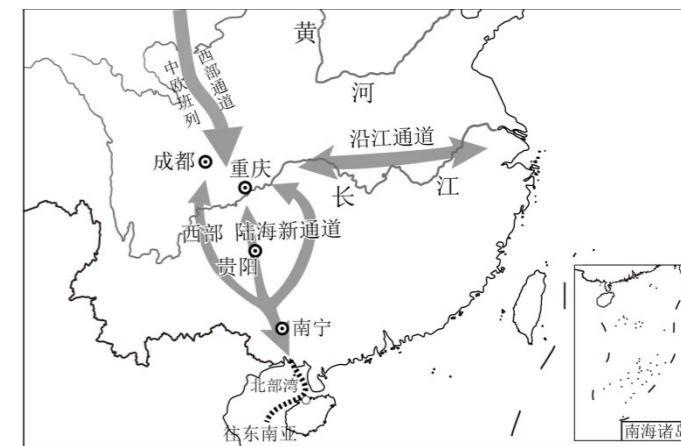 黄
河
中欧班列
西部通道
沿江通道
成都
重庆
长
江
西部 陆海新通道
贵阳
南宁
北部湾
往东南亚
南海诸岛